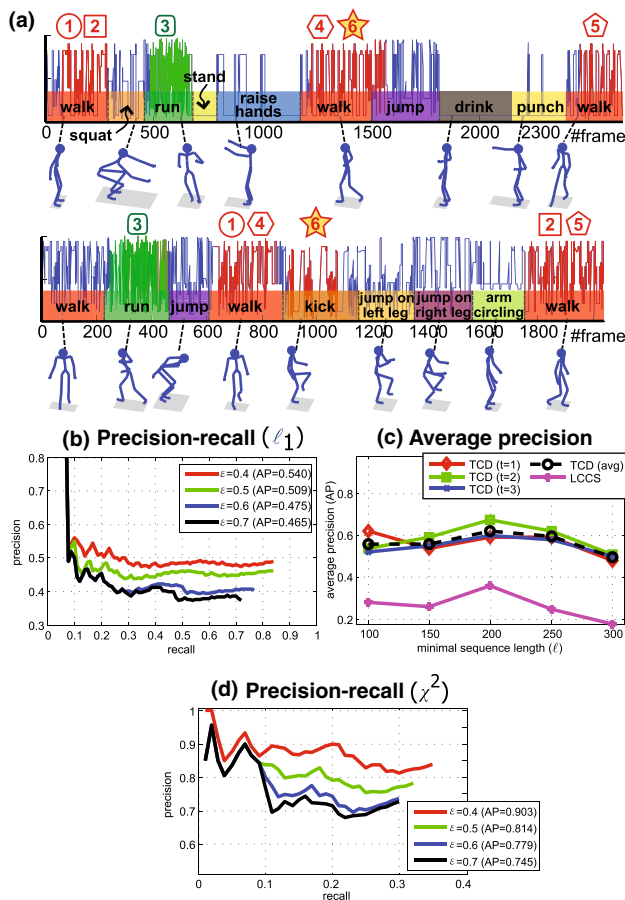 (a)
1 2 3 4 6 5
stand
walk run raise hands walk jump drink punch walk
squat
0 500 1000 1500 2000 2300 #frame
3 1 4 6 2 5
walk run jump walk kick jump on left leg jump on right leg arm circling walk
0 200 400 600 800 1000 1200 1400 1600 1800 #frame
(b) Precision-recall (ℓ1)
0.8
0.7
0.6
0.5
0.4
0.3
precision
ε=0.4 (AP=0.540)
ε=0.5 (AP=0.509)
ε=0.6 (AP=0.475)
ε=0.7 (AP=0.465)
0 0.1 0.2 0.3 0.4 0.5 0.6 0.7 0.8 0.9 1
recall
(c) Average precision
TCD (t=1)
TCD (t=2)
TCD (t=3)
TCD (avg)
LCCS
0.8
0.6
0.4
0.2
average precision (AP)
100 150 200 250 300
minimal sequence length (ℓ)
(d) Precision-recall (χ²)
1
0.9
0.8
0.7
0.6
precision
ε=0.4 (AP=0.903)
ε=0.5 (AP=0.814)
ε=0.6 (AP=0.779)
ε=0.7 (AP=0.745)
0 0.1 0.2 0.3 0.4
recall